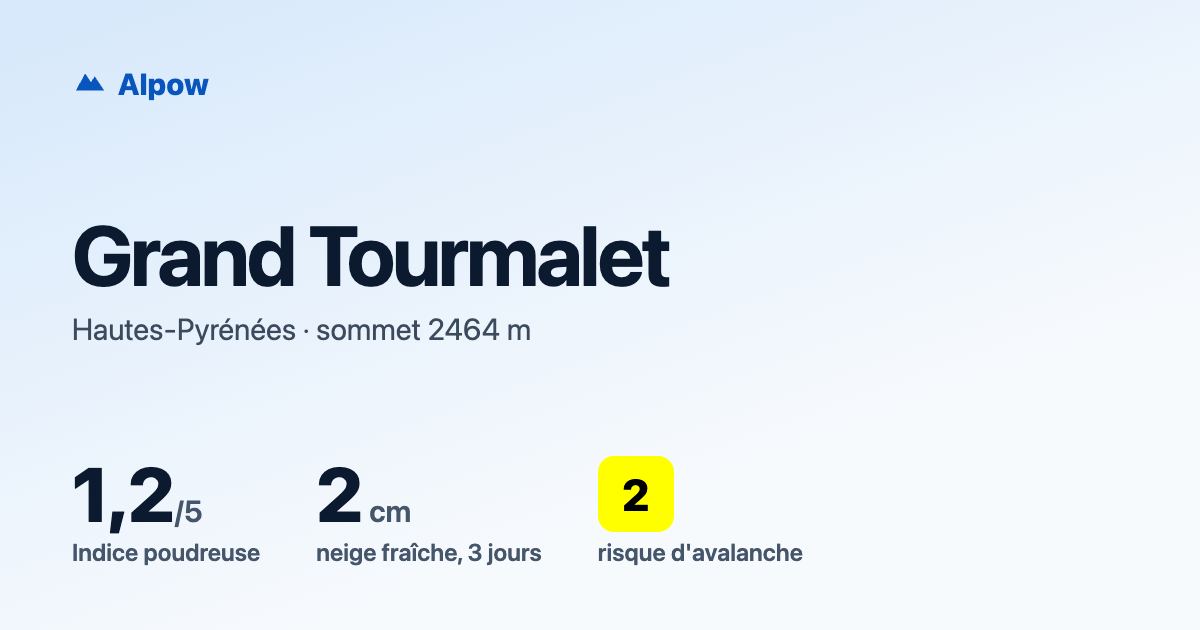 Alpow
Grand Tourmalet
Hautes-Pyrénées · sommet 2464 m
1,2/5
Indice poudreuse
2 cm
neige fraîche, 3 jours
2
risque d'avalanche